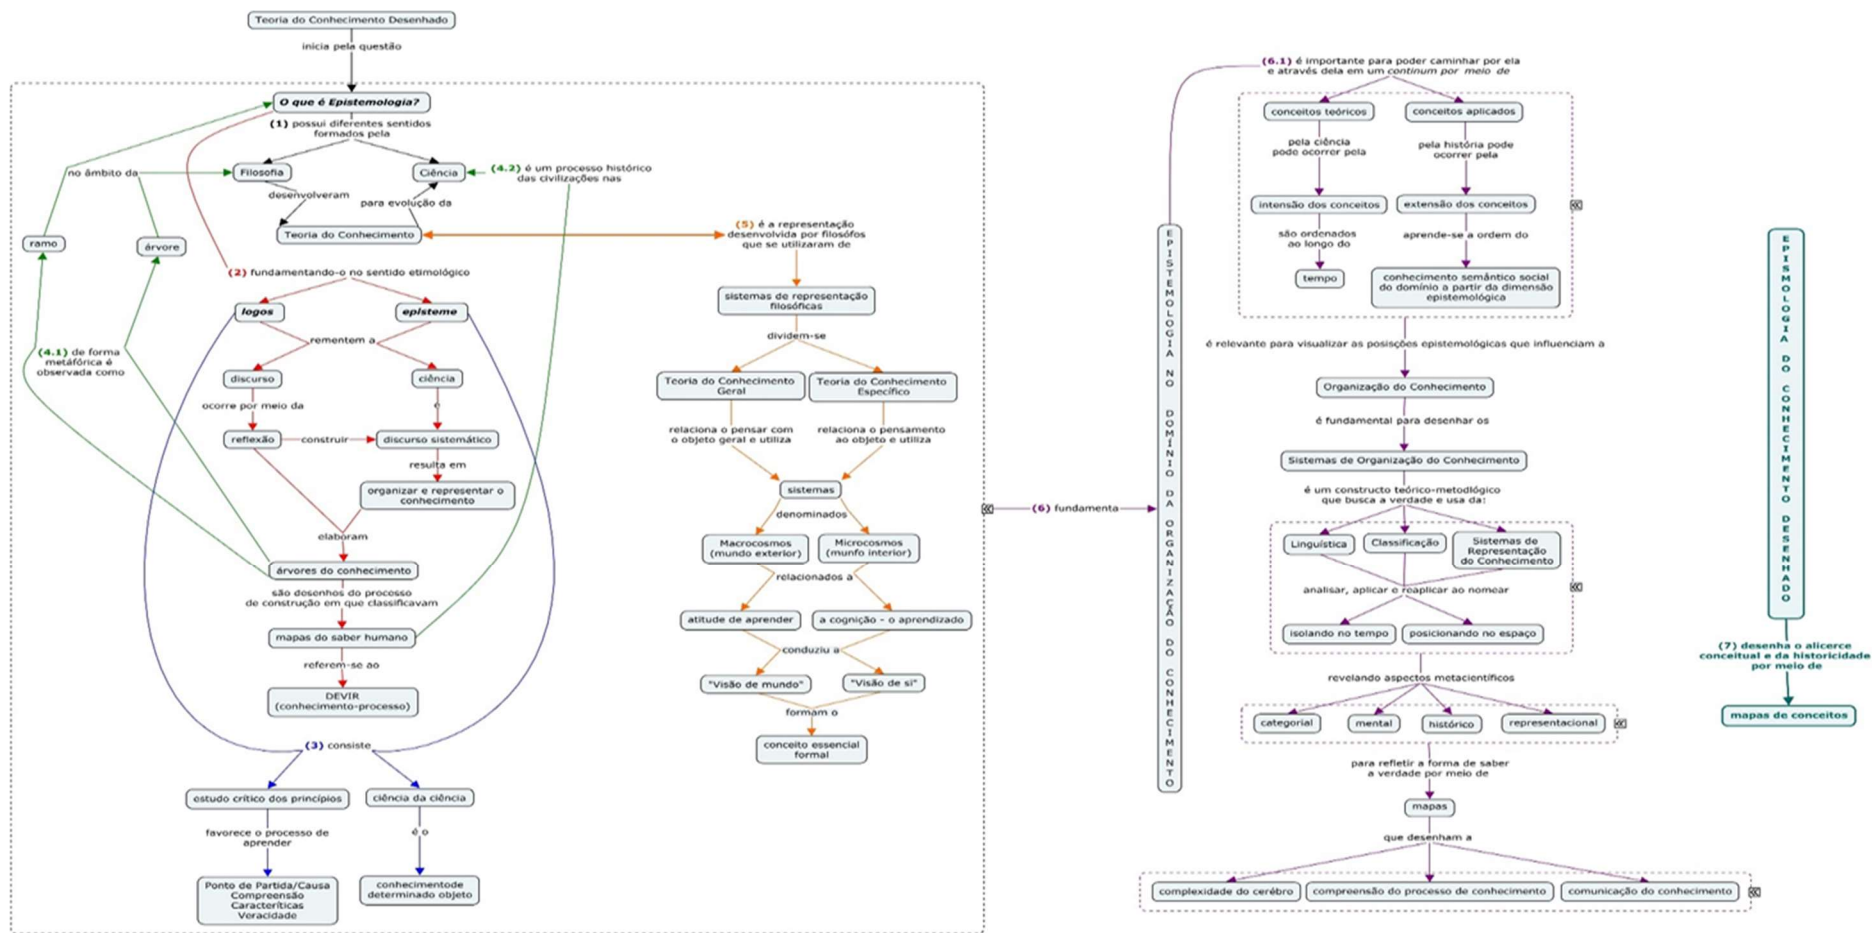 Teoria do Conhecimento Desenhado
inicia pela questão
O que é Epistemologia?
(1) possui diferentes sentidos
formados pela
no âmbito da
Filosofia
Ciência
(4.2) é um processo histórico
das civilizações nas
desenvolveram
para evolução da
Teoria do Conhecimento
ramo
árvore
(2) fundamentando-o no sentido etimológico
logos
episteme
rementem a
(4.1) de forma
metáfórica é
observada como
discurso
ciência
ocorre por meio da
é
reflexão
construir
discurso sistemático
resulta em
organizar e representar o
conhecimento
elaboram
árvores do conhecimento
são desenhos do processo
de construção em que classificavam
mapas do saber humano
referem-se ao
DEVIR
(conhecimento-processo)
(3) consiste
estudo crítico dos princípios
ciência da ciência
favorece o processo de
aprender
é o
Ponto de Partida/Causa
Compreensão
Características
Veracidade
conhecimentode
determinado objeto
(5) é a representação
desenvolvida por filosófos
que se utilizaram de
sistemas de representação
filosóficas
dividem-se
Teoria do Conhecimento
Geral
Teoria do Conhecimento
Específico
relaciona o pensar com
o objeto geral e utiliza
relaciona o pensamento
ao objeto e utiliza
sistemas
denominados
Macrocosmos
(mundo exterior)
Microcosmos
(munfo interior)
relacionados a
atitude de aprender
a cognição - o aprendizado
conduziu a
"Visão de mundo"
"Visão de si"
formam o
conceito essencial
formal
(6) fundamenta
EPISTEMOLOGIA NO DOMÍNIO DA ORGANIZAÇÃO DO CONHECIMENTO
(6.1) é importante para poder caminhar por ela
e através dela em um continum por meio de
conceitos teóricos
conceitos aplicados
pela ciência
pode ocorrer pela
pela história pode
ocorrer pela
intensão dos conceitos
extensão dos conceitos
são ordenados
ao longo do
aprende-se a ordem do
tempo
conhecimento semântico social
do domínio a partir da dimensão
epistemológica
é relevante para visualizar as posisções epistemológicas que influenciam a
Organização do Conhecimento
é fundamental para desenhar os
Sistemas de Organização do Conhecimento
é um constructo teórico-metodlógico
que busca a verdade e usa da:
Linguística
Classificação
Sistemas de
Representação
do Conhecimento
analisar, aplicar e reaplicar ao nomear
isolando no tempo
posicionando no espaço
revelando aspectos metacientíficos
categorial
mental
histórico
representacional
para refletir a forma de saber
a verdade por meio de
mapas
que desenham a
complexidade do cerébro
compreensão do processo de conhecimento
comunicação do conhecimento
EPISMOLOGIA DO CONHECIMENTO DESENHADO
(7) desenha o alicerce
conceitual e da historicidade
por meio de
mapas de conceitos